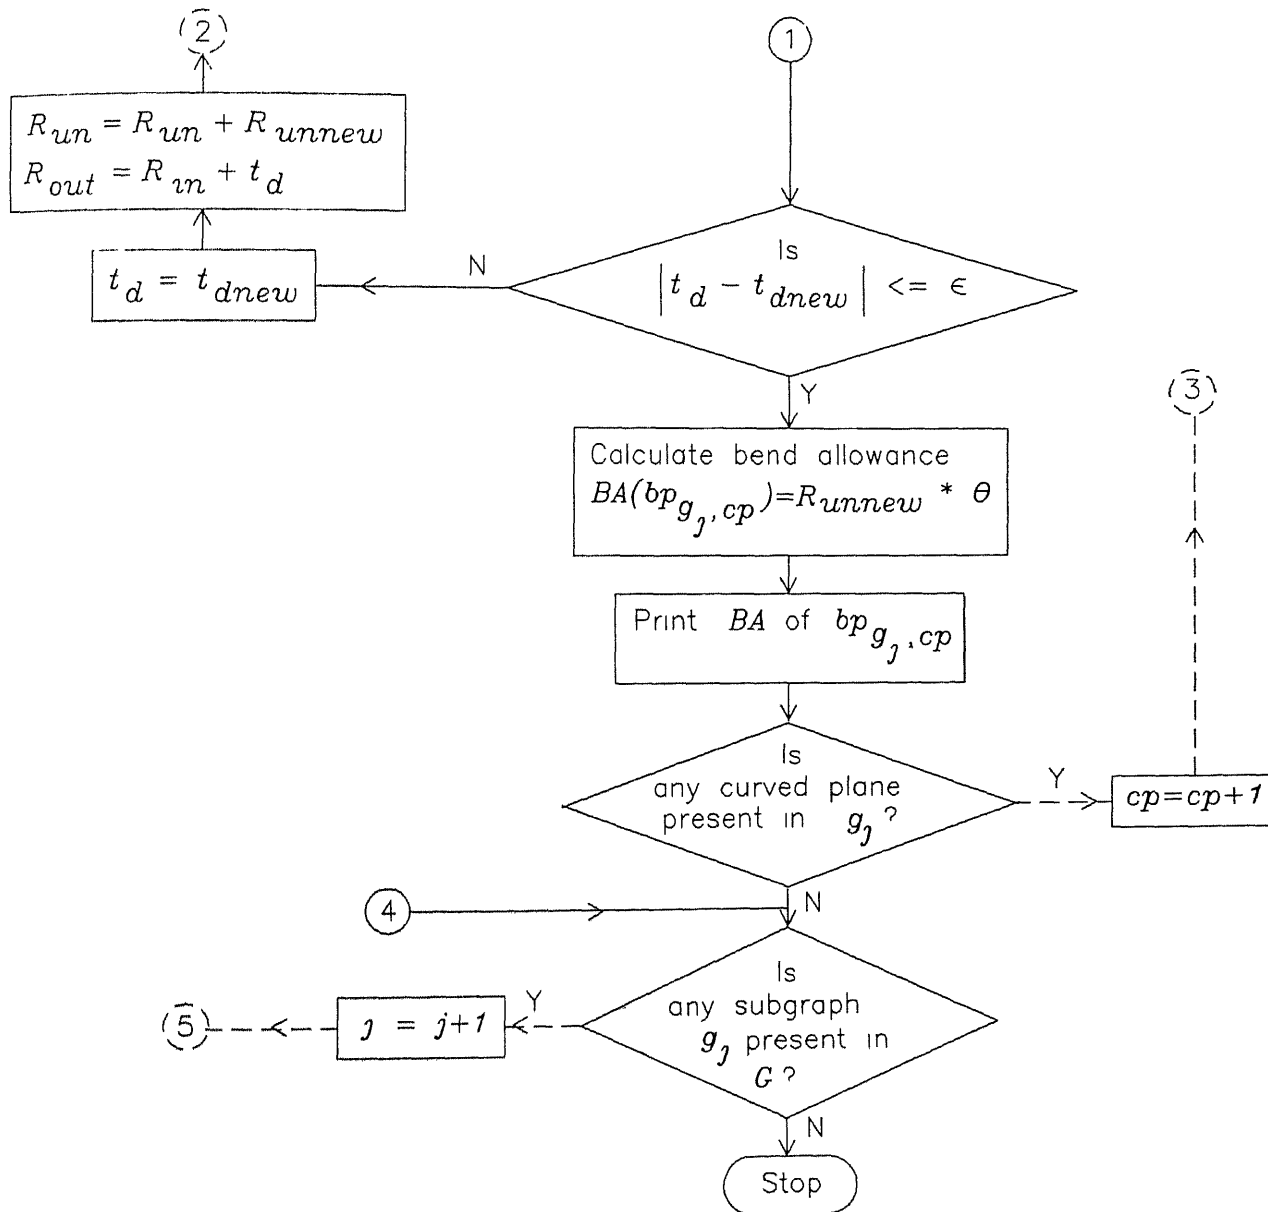 2
1
R_un = R_un + R_unnew
R_out = R_in + t_d
t_d = t_dnew
N
Is
|t_d - t_dnew| <= ϵ
Y
3
Calculate bend allowance
BA(bp_g_j,cp)=R_unnew * θ
Print BA of bp_g_j,cp
Is
any curved plane
present in g_j ?
Y
cp=cp+1
N
4
Is
any subgraph
g_j present in
G ?
Y
j = j+1
5
N
Stop